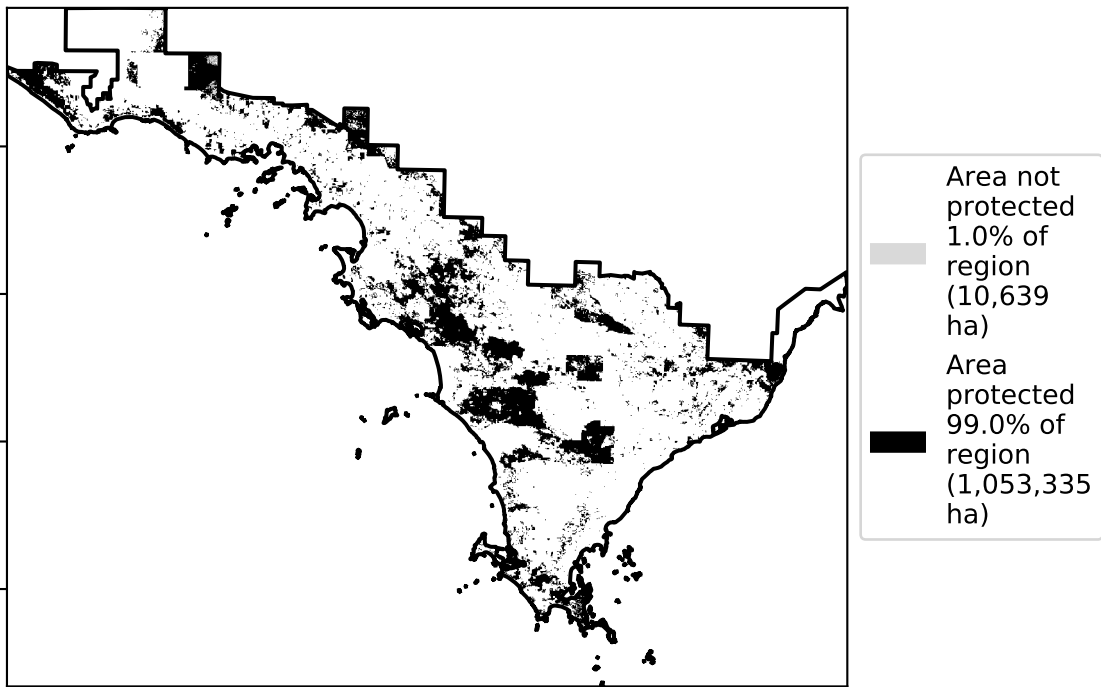 Area not
protected
1.0% of
region
(10,639
ha)
Area
protected
99.0% of
region
(1,053,335
ha)